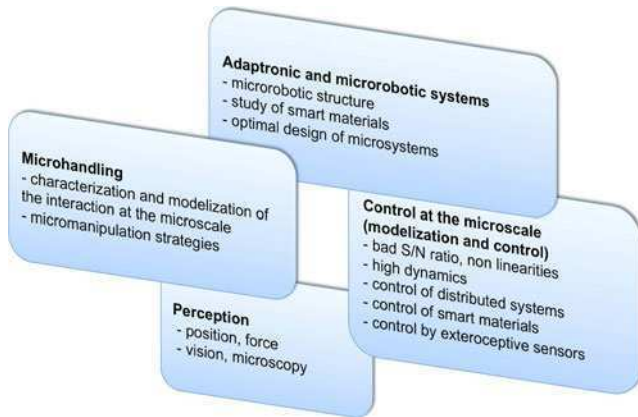 Adaptronic and microrobotic systems
- microrobotic structure
- study of smart materials
- optimal design of microsystems
Microhandling
- characterization and modelization of
the interaction at the microscale
- micromanipulation strategies
Control at the microscale
(modelization and control)
- bad S/N ratio, non linearities
- high dynamics
- control of distributed systems
- control of smart materials
- control by exteroceptive sensors
Perception
- position, force
- vision, microscopy